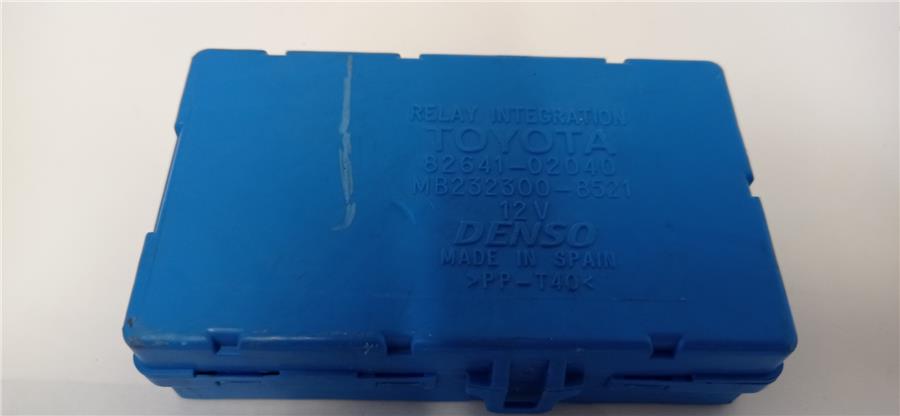 RELAY INTEGRATION
TOYOTA
82641-02040
MB232300-8521
12V
DENSO
MADE IN SPAIN
>PP-T40<